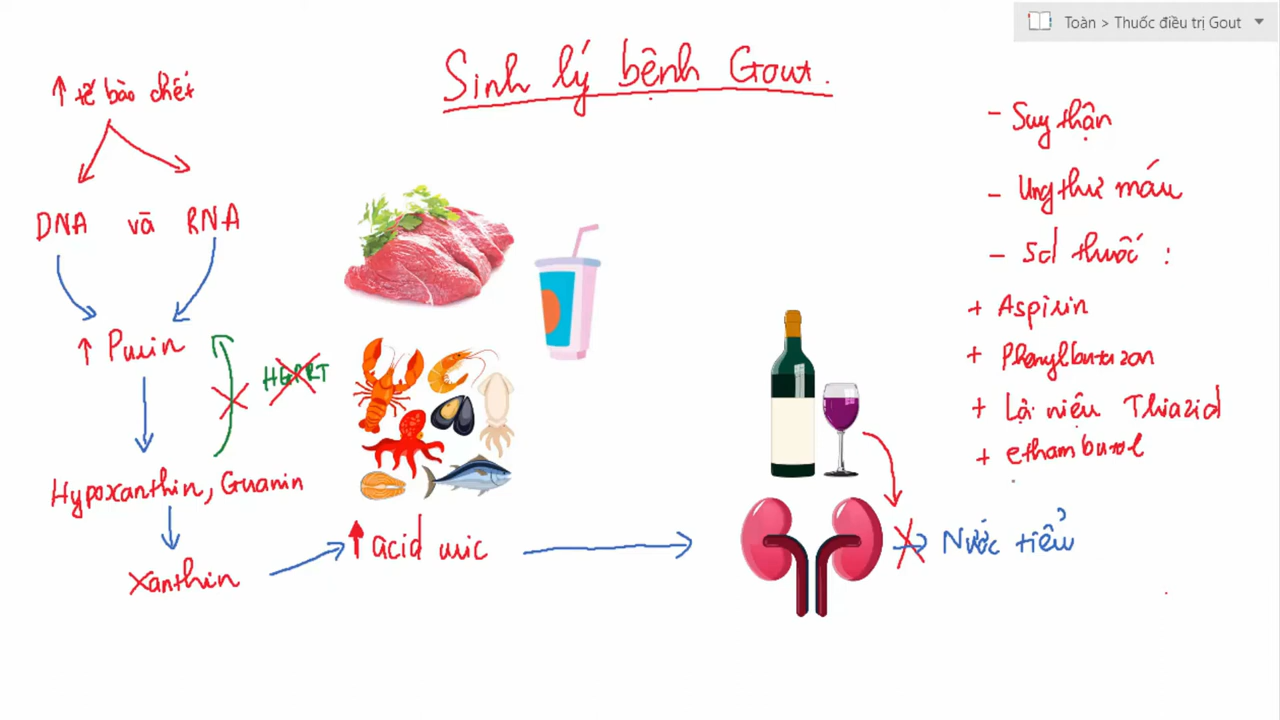 Toàn > Thuốc điều trị Gout
Sinh lý bệnh Gout.
↑ tế bào chết
DNA và RNA
↑ Purin
HGPRT
Hypoxanthin, Guanin
Xanthin
↑ acid uric
Nước tiểu
- Suy thận
- Ung thư máu
- Sd thuốc :
+ Aspirin
+ Phenylbutazon
+ Lợi niệu Thiazid
+ ethambutol